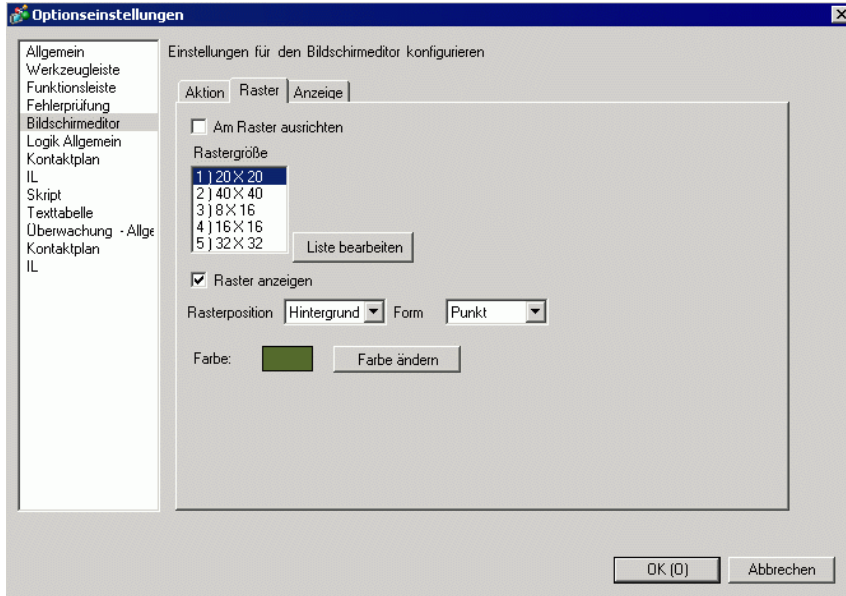 Optionseinstellungen
Allgemein
Werkzeugleiste
Funktionsleiste
Fehlerprüfung
Bildschirmeditor
Logik Allgemein
Kontaktplan
IL
Skript
Texttabelle
Überwachung - Allge
Kontaktplan
IL
Einstellungen für den Bildschirmeditor konfigurieren
Aktion Raster Anzeige
Am Raster ausrichten
Rastergröße
1 ) 20 X 20
2 ) 40 X 40
3 ) 8 X 16
4 ) 16 X 16
5 ) 32 X 32
Liste bearbeiten
Raster anzeigen
Rasterposition Hintergrund Form Punkt
Farbe: Farbe ändern
OK (O) Abbrechen